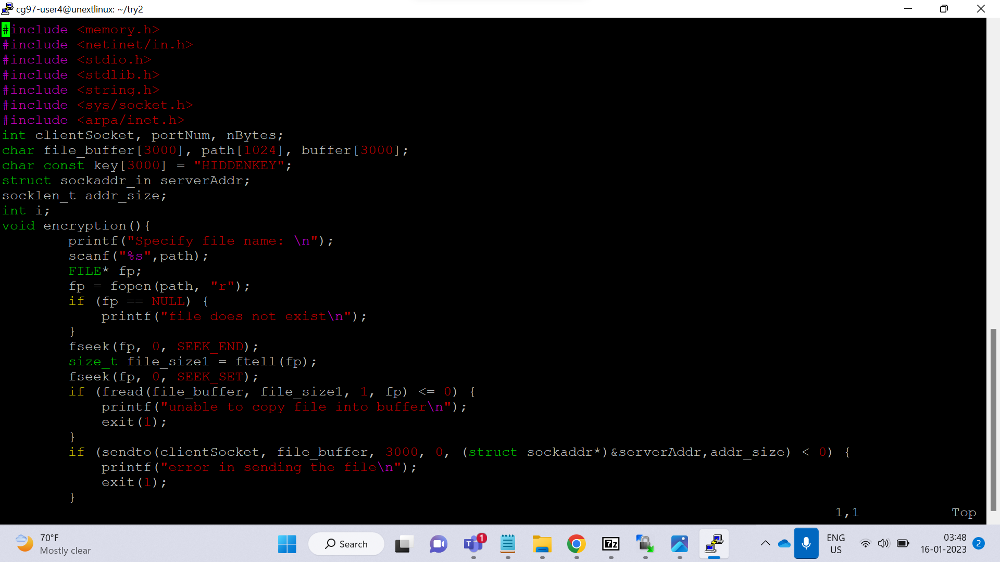 cg97-user4@unextlinux: ~/try2
#include <memory.h>
#include <netinet/in.h>
#include <stdio.h>
#include <stdlib.h>
#include <string.h>
#include <sys/socket.h>
#include <arpa/inet.h>
int clientSocket, portNum, nBytes;
char file_buffer[3000], path[1024], buffer[3000];
char const key[3000] = "HIDDENKEY";
struct sockaddr_in serverAddr;
socklen_t addr_size;
int i;
void encryption(){
        printf("Specify file name: \n");
        scanf("%s",path);
        FILE* fp;
        fp = fopen(path, "r");
        if (fp == NULL) {
            printf("file does not exist\n");
        }
        fseek(fp, 0, SEEK_END);
        size_t file_size1 = ftell(fp);
        fseek(fp, 0, SEEK_SET);
        if (fread(file_buffer, file_size1, 1, fp) <= 0) {
            printf("unable to copy file into buffer\n");
            exit(1);
        }
        if (sendto(clientSocket, file_buffer, 3000, 0, (struct sockaddr*)&serverAddr,addr_size) < 0) {
            printf("error in sending the file\n");
            exit(1);
        }
1,1 Top
70°F
Mostly clear
Search
T
1
7z
ENG
US
03:48
16-01-2023
2